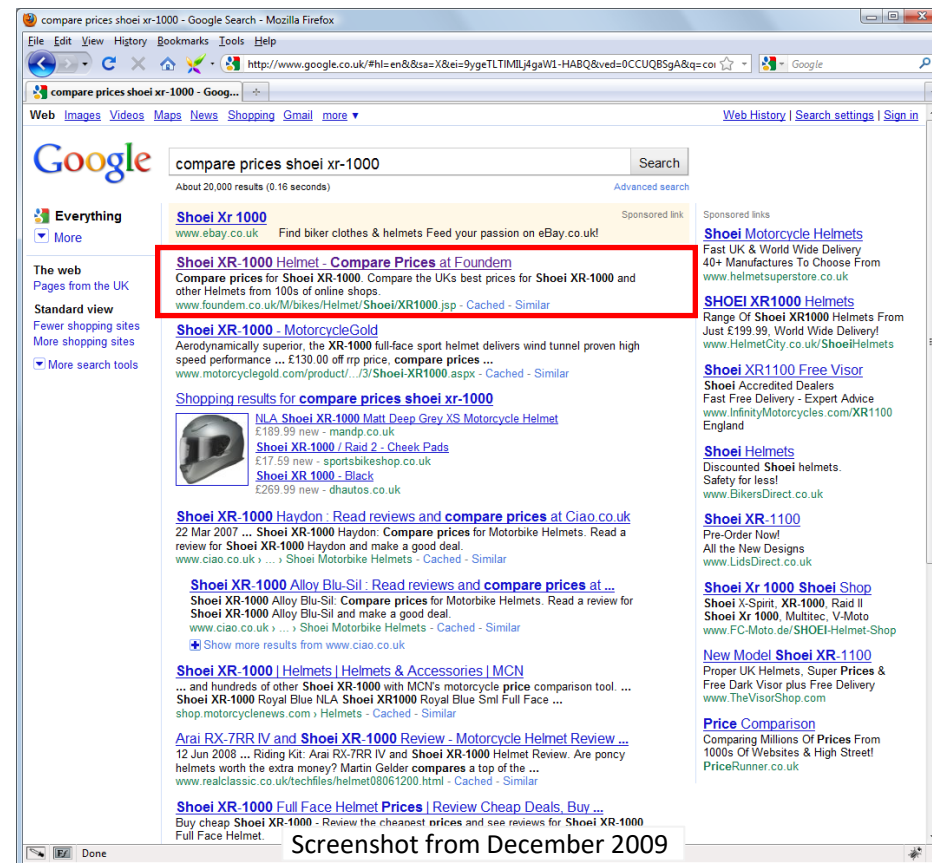 compare prices shoei xr-1000 - Google Search - Mozilla Firefox
File Edit View History Bookmarks Tools Help
http://www.google.co.uk/#hl=en&&sa=X&ei=9ygeTLTIMILj4gaW1-HABQ&ved=0CCUQBSgA&q=coi Google
compare prices shoei xr-1000 - Goog...
Web Images Videos Maps News Shopping Gmail more ▼ Web History | Search settings | Sign in
Google compare prices shoei xr-1000 Search
About 20,000 results (0.16 seconds) Advanced search
Everything
More
The web
Pages from the UK
Standard view
Fewer shopping sites
More shopping sites
More search tools
Shoei Xr 1000 Sponsored link
www.ebay.co.uk Find biker clothes & helmets Feed your passion on eBay.co.uk!
Shoei XR-1000 Helmet - Compare Prices at Foundem
Compare prices for Shoei XR-1000. Compare the UKs best prices for Shoei XR-1000 and
other Helmets from 100s of online shops.
www.foundem.co.uk/M/bikes/Helmet/Shoei/XR1000.jsp - Cached - Similar
Shoei XR-1000 - MotorcycleGold
Aerodynamically superior, the XR-1000 full-face sport helmet delivers wind tunnel proven high
speed performance ... £130.00 off rrp price, compare prices ...
www.motorcyclegold.com/product/.../3/Shoei-XR1000.aspx - Cached - Similar
Shopping results for compare prices shoei xr-1000
NLA Shoei XR-1000 Matt Deep Grey XS Motorcycle Helmet
£189.99 new - mandp.co.uk
Shoei XR-1000 / Raid 2 - Cheek Pads
£17.59 new - sportsbikeshop.co.uk
Shoei XR 1000 - Black
£269.99 new - dhautos.co.uk
Shoei XR-1000 Haydon : Read reviews and compare prices at Ciao.co.uk
22 Mar 2007 ... Shoei XR-1000 Haydon: Compare prices for Motorbike Helmets. Read a
review for Shoei XR-1000 Haydon and make a good deal.
www.ciao.co.uk › ... › Shoei Motorbike Helmets - Cached - Similar
Shoei XR-1000 Alloy Blu-Sil : Read reviews and compare prices at ...
Shoei XR-1000 Alloy Blu-Sil: Compare prices for Motorbike Helmets. Read a review for
Shoei XR-1000 Alloy Blu-Sil and make a good deal.
www.ciao.co.uk › ... › Shoei Motorbike Helmets - Cached - Similar
Show more results from www.ciao.co.uk
Shoei XR-1000 | Helmets | Helmets & Accessories | MCN
... and hundreds of other Shoei XR-1000 with MCN's motorcycle price comparison tool. ...
Shoei XR-1000 Royal Blue NLA Shoei XR1000 Royal Blue Sml Full Face ...
shop.motorcyclenews.com › Helmets - Cached - Similar
Arai RX-7RR IV and Shoei XR-1000 Review - Motorcycle Helmet Review ...
12 Jun 2008 ... Riding Kit: Arai RX-7RR IV and Shoei XR-1000 Helmet Review. Are poncy
helmets worth the extra money? Martin Gelder compares a top of the ...
www.realclassic.co.uk/techfiles/helmet08061200.html - Cached - Similar
Shoei XR-1000 Full Face Helmet Prices | Review Cheap Deals, Buy ...
Buy cheap Shoei XR-1000 - Review the cheapest prices and see reviews for Shoei XR-1000
Full Face Helmet.
Sponsored links
Shoei Motorcycle Helmets
Fast UK & World Wide Delivery
40+ Manufactures To Choose From
www.helmetsuperstore.co.uk
SHOEI XR1000 Helmets
Range Of Shoei XR1000 Helmets From
Just £199.99, World Wide Delivery!
www.HelmetCity.co.uk/ShoeiHelmets
Shoei XR1100 Free Visor
Shoei Accredited Dealers
Fast Free Delivery - Expert Advice
www.InfinityMotorcycles.com/XR1100
England
Shoei Helmets
Discounted Shoei helmets.
Safety for less!
www.BikersDirect.co.uk
Shoei XR-1100
Pre-Order Now!
All the New Designs
www.LidsDirect.co.uk
Shoei Xr 1000 Shoei Shop
Shoei X-Spirit, XR-1000, Raid II
Shoei Xr 1000, Multitec, V-Moto
www.FC-Moto.de/SHOEI-Helmet-Shop
New Model Shoei XR-1100
Proper UK Helmets, Super Prices &
Free Dark Visor plus Free Delivery
www.TheVisorShop.com
Price Comparison
Comparing Millions Of Prices From
1000s Of Websites & High Street!
PriceRunner.co.uk
Screenshot from December 2009
Done